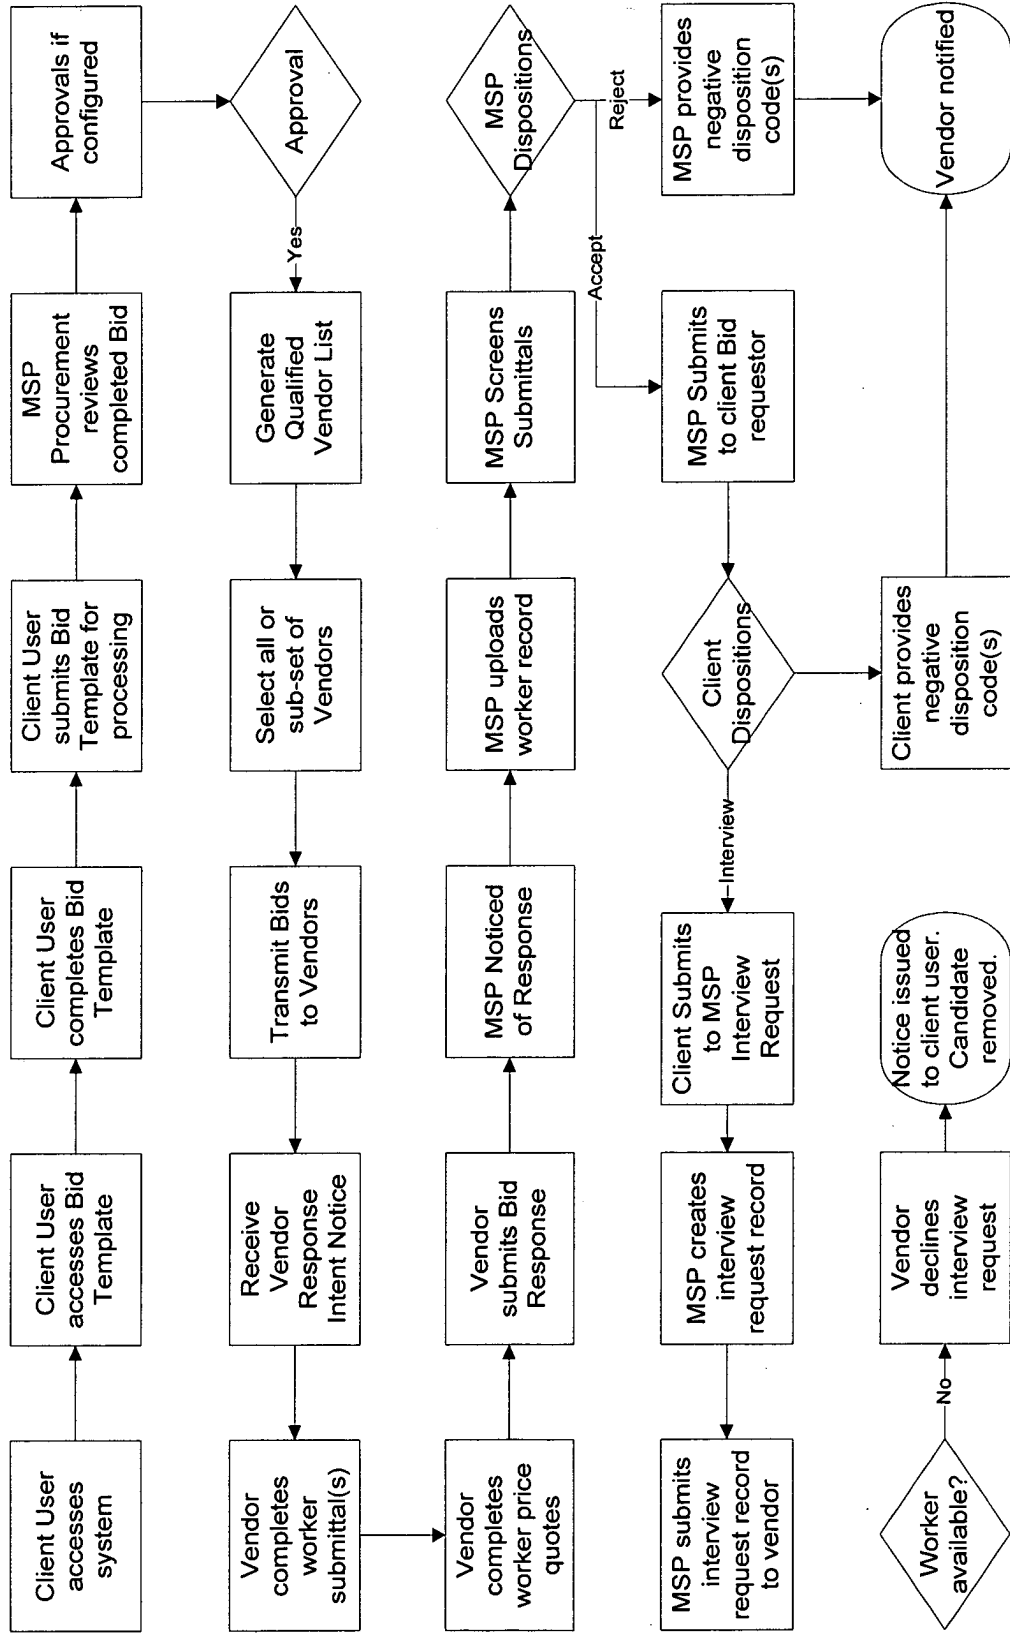 Client User
accesses
system
Client User
accesses Bid
Template
Client User
completes Bid
Template
Client User
submits Bid
Template for
processing
MSP
Procurement
reviews
completed Bid
Approvals if
configured
Approval
Yes
Generate
Qualified
Vendor List
Select all or
sub-set of
Vendors
Transmit Bids
to Vendors
Receive
Vendor
Response
Intent Notice
Vendor
completes
worker
submittal(s)
Vendor
completes
worker price
quotes
Vendor
submits Bid
Response
MSP Noticed
of Response
MSP uploads
worker record
MSP Screens
Submittals
MSP
Dispositions
Reject
Accept
MSP provides
negative
disposition
code(s)
MSP Submits
to client Bid
requestor
Client
Dispositions
Interview
Client Submits
to MSP
Interview
Request
MSP creates
interview
request record
MSP submits
interview
request record
to vendor
Worker
available?
No
Vendor
declines
interview
request
Notice issued
to client user.
Candidate
removed.
Client provides
negative
disposition
code(s)
Vendor notified